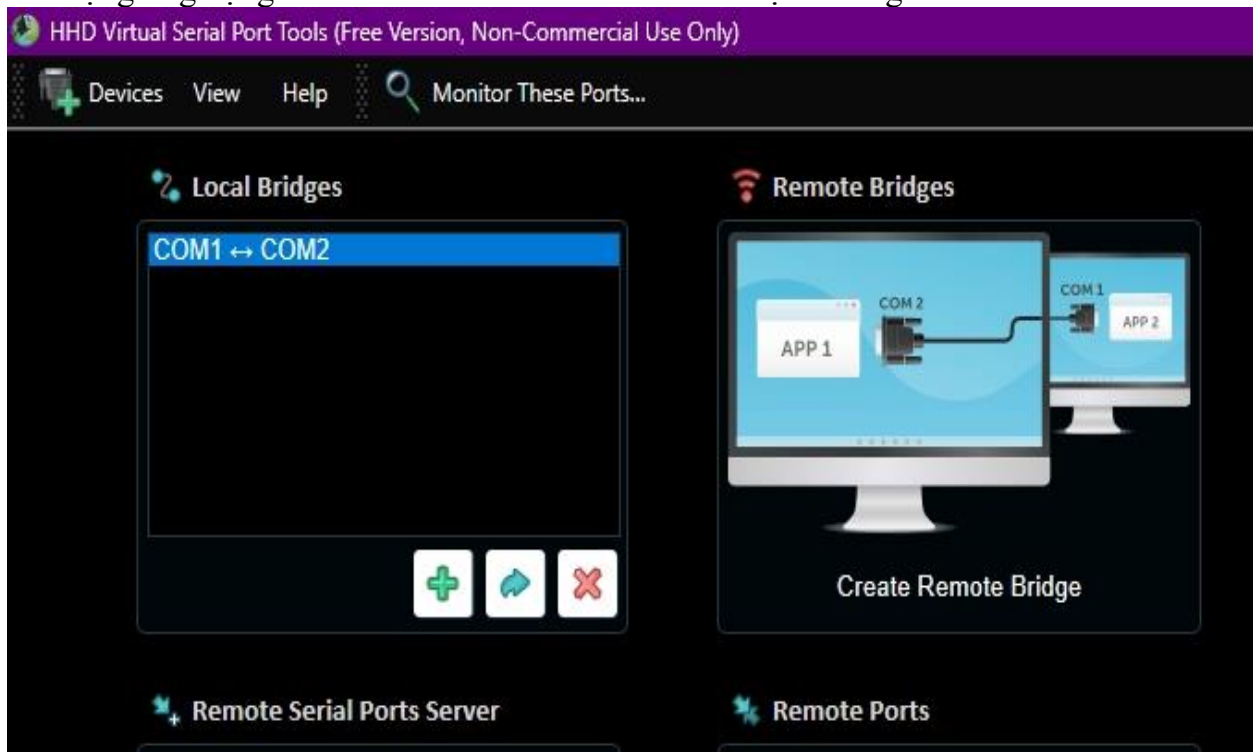 HHD Virtual Serial Port Tools (Free Version, Non-Commercial Use Only)
Devices View Help Monitor These Ports...
Local Bridges
COM1 ↔ COM2
Remote Bridges
COM 2
COM 1
APP 1
APP 2
Create Remote Bridge
Remote Serial Ports Server
Remote Ports